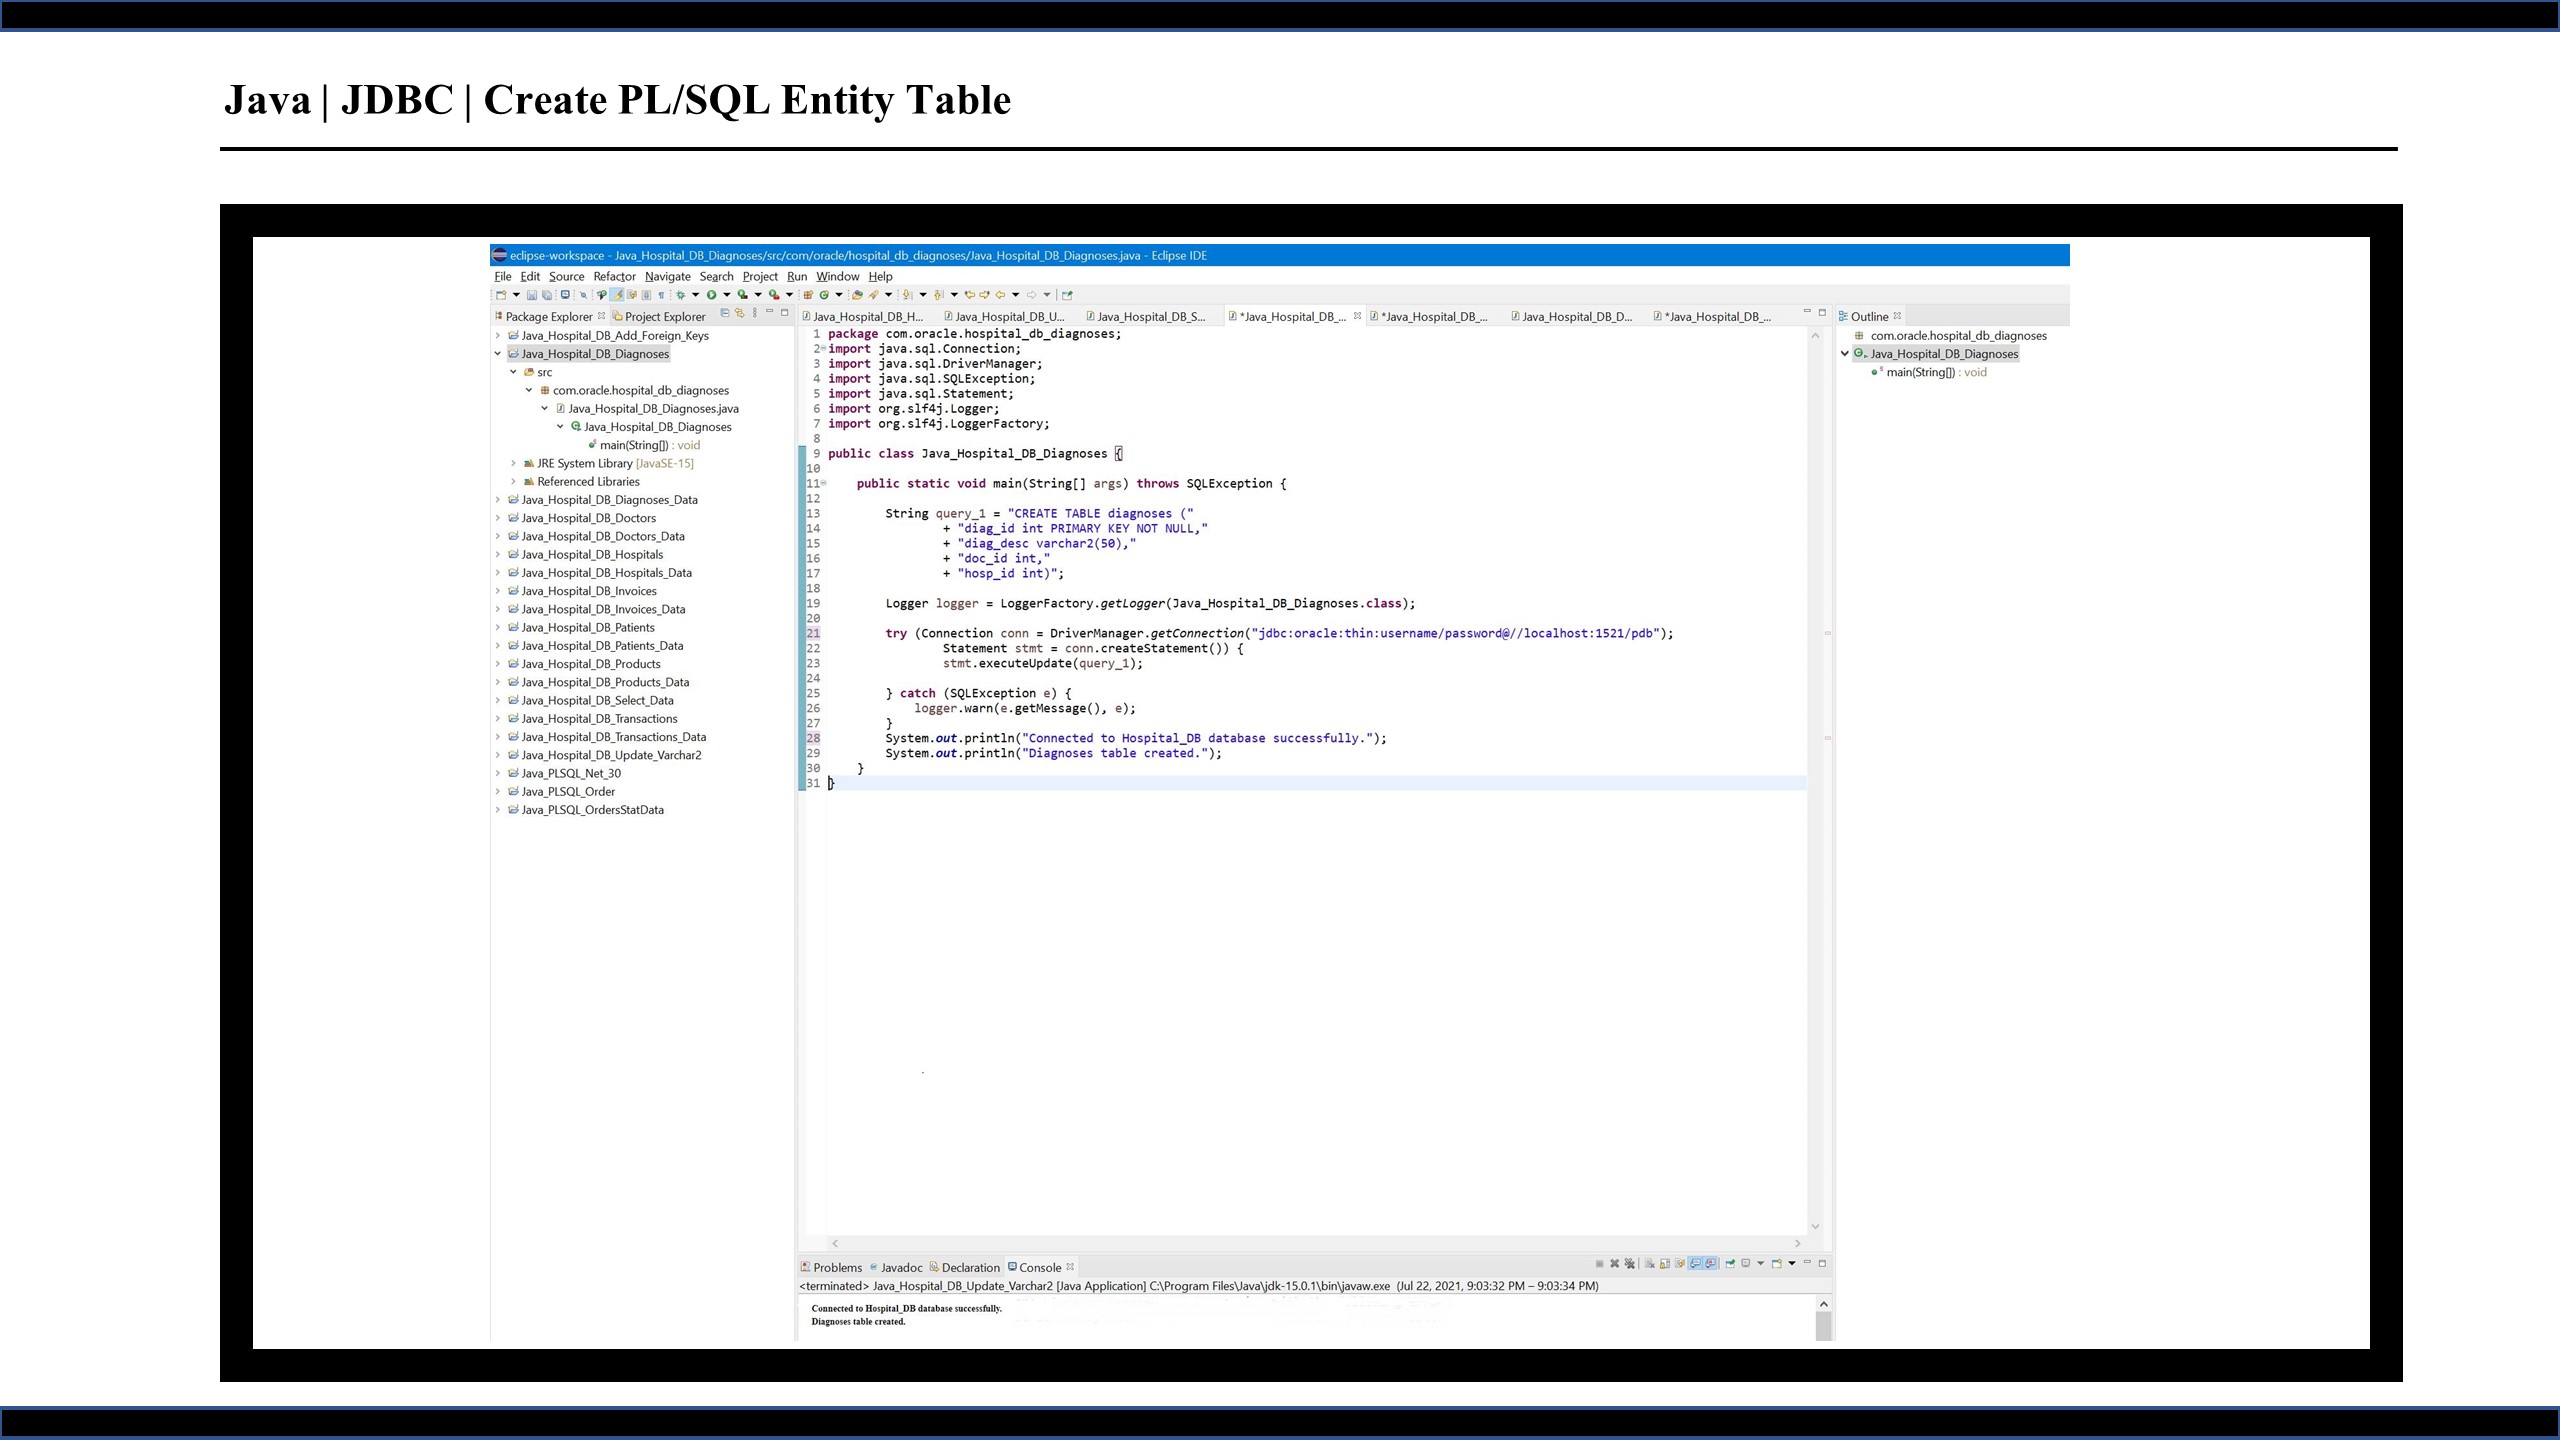 Java | JDBC | Create PL/SQL Entity Table
eclipse-workspace - Java_Hospital_DB_Diagnoses/src/com/oracle/hospital_db_diagnoses/Java_Hospital_DB_Diagnoses.java - Eclipse IDE
File Edit Source Refactor Navigate Search Project Run Window Help
Package Explorer Project Explorer
Java_Hospital_DB_Add_Foreign_Keys
Java_Hospital_DB_Diagnoses
src
com.oracle.hospital_db_diagnoses
Java_Hospital_DB_Diagnoses.java
Java_Hospital_DB_Diagnoses
main(String[]) : void
JRE System Library [JavaSE-15]
Referenced Libraries
Java_Hospital_DB_Diagnoses_Data
Java_Hospital_DB_Doctors
Java_Hospital_DB_Doctors_Data
Java_Hospital_DB_Hospitals
Java_Hospital_DB_Hospitals_Data
Java_Hospital_DB_Invoices
Java_Hospital_DB_Invoices_Data
Java_Hospital_DB_Patients
Java_Hospital_DB_Patients_Data
Java_Hospital_DB_Products
Java_Hospital_DB_Products_Data
Java_Hospital_DB_Select_Data
Java_Hospital_DB_Transactions
Java_Hospital_DB_Transactions_Data
Java_Hospital_DB_Update_Varchar2
Java_PLSQL_Net_30
Java_PLSQL_Order
Java_PLSQL_OrdersStatData
Java_Hospital_DB_H... Java_Hospital_DB_U... Java_Hospital_DB_S... *Java_Hospital_DB_... *Java_Hospital_DB_... Java_Hospital_DB_D... *Java_Hospital_DB_...
1 package com.oracle.hospital_db_diagnoses;
2 import java.sql.Connection;
3 import java.sql.DriverManager;
4 import java.sql.SQLException;
5 import java.sql.Statement;
6 import org.slf4j.Logger;
7 import org.slf4j.LoggerFactory;
8
9 public class Java_Hospital_DB_Diagnoses {
10
11 public static void main(String[] args) throws SQLException {
12
13 String query_1 = "CREATE TABLE diagnoses ("
14 + "diag_id int PRIMARY KEY NOT NULL,"
15 + "diag_desc varchar2(50),"
16 + "doc_id int,"
17 + "hosp_id int)";
18
19 Logger logger = LoggerFactory.getLogger(Java_Hospital_DB_Diagnoses.class);
20
21 try (Connection conn = DriverManager.getConnection("jdbc:oracle:thin:username/password@//localhost:1521/pdb");
22 Statement stmt = conn.createStatement()) {
23 stmt.executeUpdate(query_1);
24
25 } catch (SQLException e) {
26 logger.warn(e.getMessage(), e);
27 }
28 System.out.println("Connected to Hospital_DB database successfully.");
29 System.out.println("Diagnoses table created.");
30 }
31 }
Outline
com.oracle.hospital_db_diagnoses
Java_Hospital_DB_Diagnoses
main(String[]) : void
Problems Javadoc Declaration Console
<terminated> Java_Hospital_DB_Update_Varchar2 [Java Application] C:\Program Files\Java\jdk-15.0.1\bin\javaw.exe (Jul 22, 2021, 9:03:32 PM – 9:03:34 PM)
Connected to Hospital_DB database successfully.
Diagnoses table created.